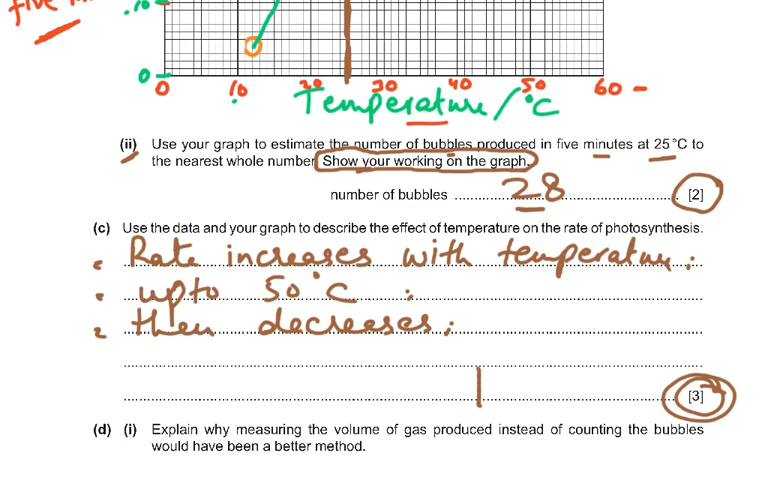 five
.10
0
0 10 20 30 40 50 60
Temperature / °C
(ii) Use your graph to estimate the number of bubbles produced in five minutes at 25 °C to
the nearest whole number. Show your working on the graph.
number of bubbles 28 [2]
(c) Use the data and your graph to describe the effect of temperature on the rate of photosynthesis.
Rate increases with temperature;
upto 50°C ;
then decreases;
[3]
(d) (i) Explain why measuring the volume of gas produced instead of counting the bubbles
would have been a better method.